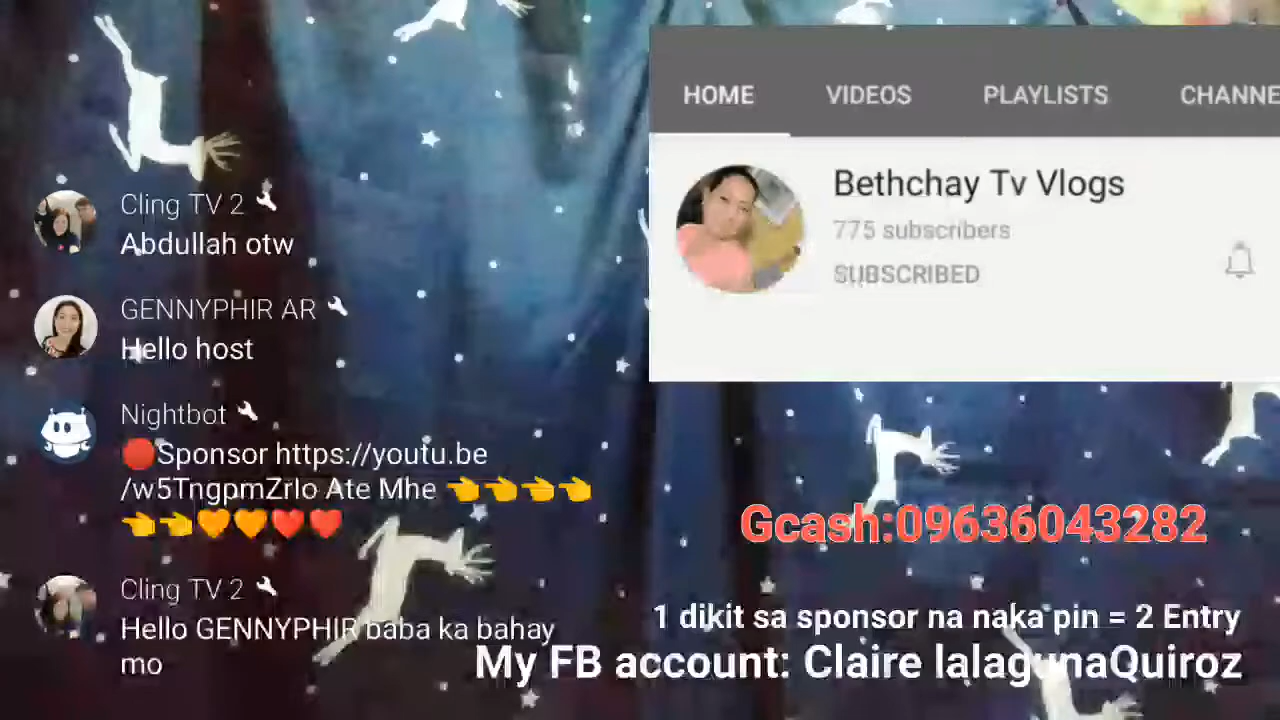 HOME VIDEOS PLAYLISTS CHANNE
Bethchay Tv Vlogs
775 subscribers
SUBSCRIBED
Cling TV 2
Abdullah otw
GENNYPHIR AR
Hello host
Nightbot
🔴Sponsor https://youtu.be
/w5TngpmZrIo Ate Mhe 👈👈👈👈
👈👈🧡🧡❤️❤️
Cling TV 2
Hello GENNYPHIR baba ka bahay
mo
Gcash:09636043282
1 dikit sa sponsor na naka pin = 2 Entry
My FB account: Claire lalagunaQuiroz